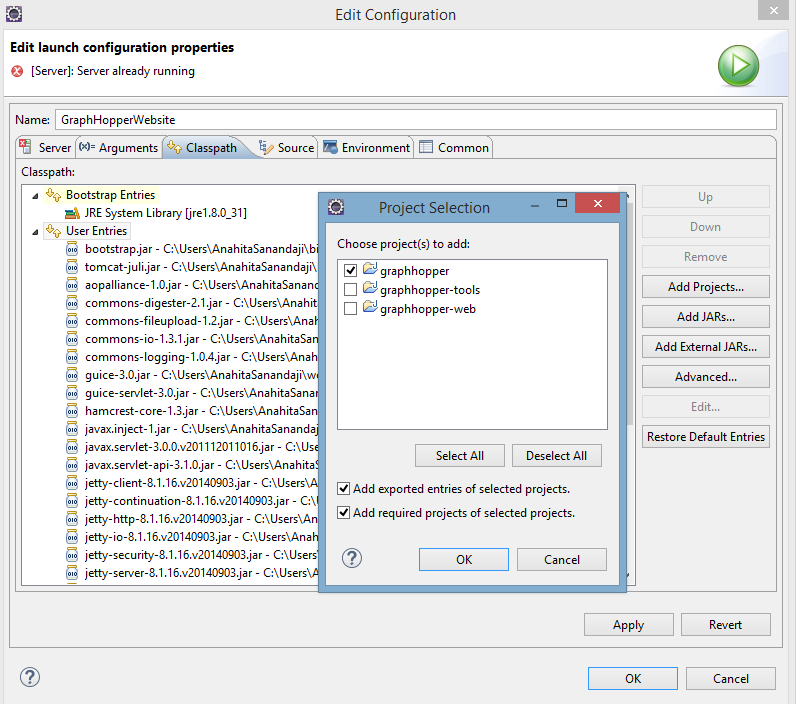 Edit Configuration
Edit launch configuration properties
[Server]: Server already running
Name: GraphHopperWebsite
Server (x)= Arguments Classpath Source Environment Common
Classpath:
Bootstrap Entries
JRE System Library [jre1.8.0_31]
User Entries
bootstrap.jar - C:\Users\AnahitaSanandaji\bi
tomcat-juli.jar - C:\Users\AnahitaSanandaji\
aopalliance-1.0.jar - C:\Users\AnahitaSanandaji
commons-digester-2.1.jar - C:\Users\Anahita
commons-fileupload-1.2.jar - C:\Users\Anah
commons-io-1.3.1.jar - C:\Users\AnahitaSan
commons-logging-1.0.4.jar - C:\Users\Anah
guice-3.0.jar - C:\Users\AnahitaSanandaji\we
guice-servlet-3.0.jar - C:\Users\AnahitaSana
hamcrest-core-1.3.jar - C:\Users\AnahitaSa
javax.inject-1.jar - C:\Users\AnahitaSanandaj
javax.servlet-3.0.0.v201112011016.jar - C:\Us
javax.servlet-api-3.1.0.jar - C:\Users\Anahita
jetty-client-8.1.16.v20140903.jar - C:\Users\A
jetty-continuation-8.1.16.v20140903.jar - C:\
jetty-http-8.1.16.v20140903.jar - C:\Users\An
jetty-io-8.1.16.v20140903.jar - C:\Users\Anah
jetty-security-8.1.16.v20140903.jar - C:\Users
jetty-server-8.1.16.v20140903.jar - C:\Users\A
Project Selection
Choose project(s) to add:
graphhopper
graphhopper-tools
graphhopper-web
Select All Deselect All
Add exported entries of selected projects.
Add required projects of selected projects.
OK Cancel
Up
Down
Remove
Add Projects...
Add JARs...
Add External JARs...
Advanced...
Edit...
Restore Default Entries
Apply Revert
OK Cancel